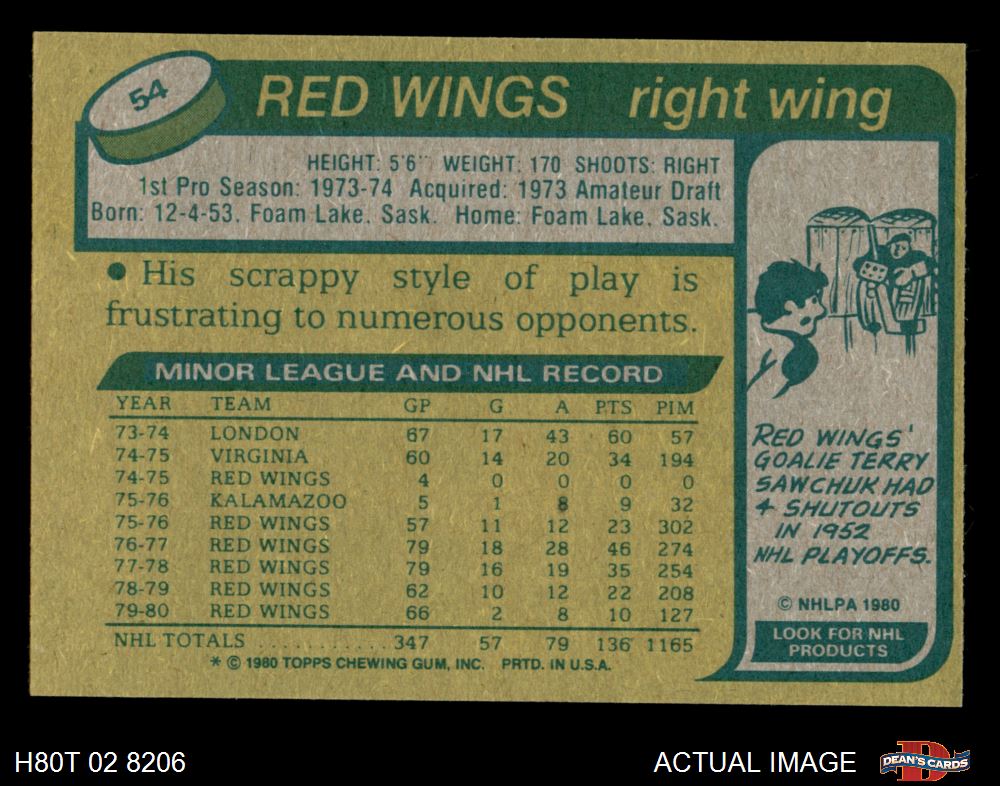 54
RED WINGS right wing
HEIGHT: 5'6" WEIGHT: 170 SHOOTS: RIGHT
1st Pro Season: 1973-74 Acquired: 1973 Amateur Draft
Born: 12-4-53, Foam Lake, Sask. Home: Foam Lake, Sask.
• His scrappy style of play is
frustrating to numerous opponents.
MINOR LEAGUE AND NHL RECORD
YEAR TEAM GP G A PTS PIM
73-74 LONDON 67 17 43 60 57
74-75 VIRGINIA 60 14 20 34 194
74-75 RED WINGS 4 0 0 0 0
75-76 KALAMAZOO 5 1 8 9 32
75-76 RED WINGS 57 11 12 23 302
76-77 RED WINGS 79 18 28 46 274
77-78 RED WINGS 79 16 19 35 254
78-79 RED WINGS 62 10 12 22 208
79-80 RED WINGS 66 2 8 10 127
NHL TOTALS ........... 347 57 79 136 1165
* © 1980 TOPPS CHEWING GUM, INC. PRTD. IN U.S.A.
RED WINGS'
GOALIE TERRY
SAWCHUK HAD
4 SHUTOUTS
IN 1952
NHL PLAYOFFS.
© NHLPA 1980
LOOK FOR NHL
PRODUCTS
H80T 02 8206
ACTUAL IMAGE
D
DEAN'S CARDS